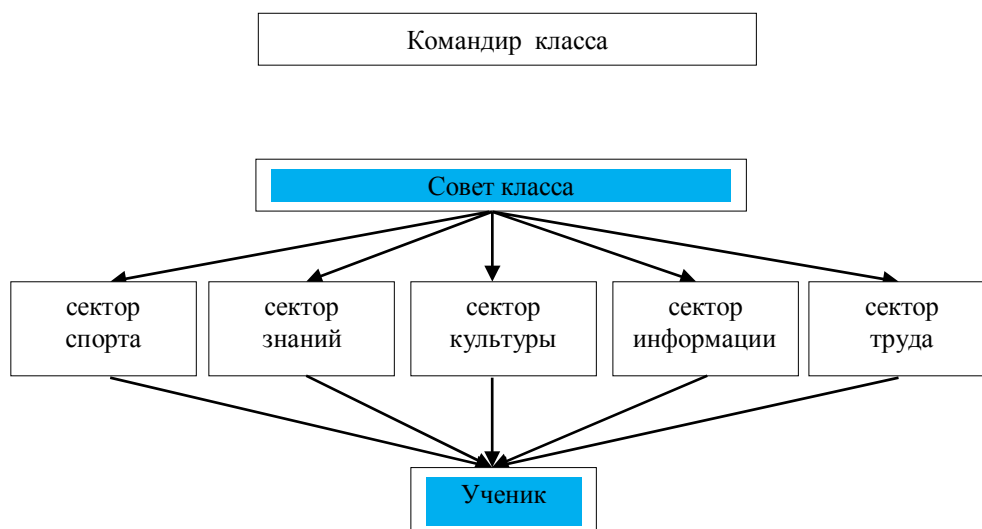 Командир класса
Совет класса
сектор
спорта
сектор
знаний
сектор
культуры
сектор
информации
сектор
труда
Ученик